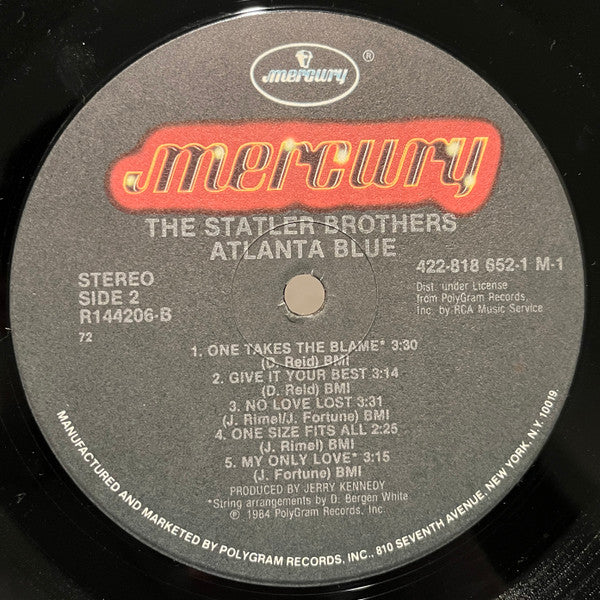 mercury ®
mercury
THE STATLER BROTHERS
ATLANTA BLUE
STEREO
SIDE 2
R144206-B
72
422-818 652-1 M-1
Dist. under License
from PolyGram Records,
Inc. by RCA Music Service
1. ONE TAKES THE BLAME* 3:30
(D. Reid) BMI
2. GIVE IT YOUR BEST 3:14
(D. Reid) BMI
3. NO LOVE LOST 3:31
(J. Rimel/J. Fortune) BMI
4. ONE SIZE FITS ALL 2:25
(J. Rimel) BMI
5. MY ONLY LOVE* 3:15
(J. Fortune) BMI
PRODUCED BY JERRY KENNEDY
*String arrangements by D. Bergen White
℗ 1984 PolyGram Records, Inc.
MANUFACTURED AND MARKETED BY POLYGRAM RECORDS, INC., 810 SEVENTH AVENUE, NEW YORK, N.Y. 10019.